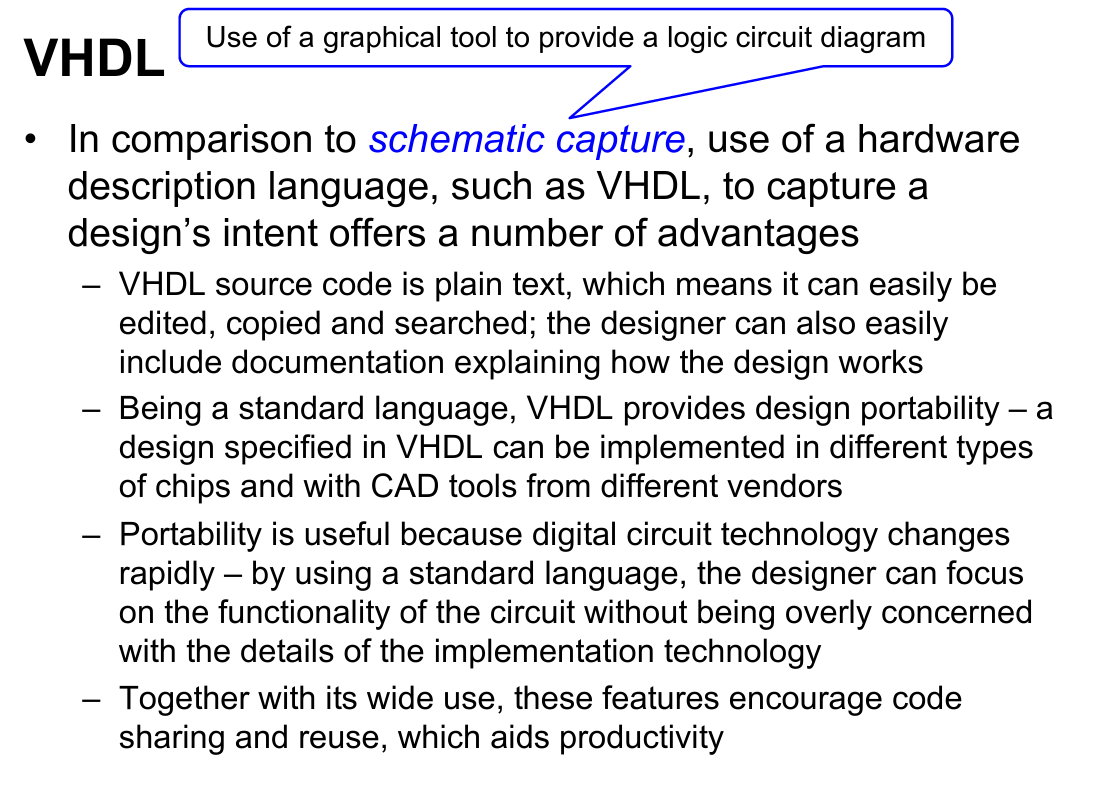 Use of a graphical tool to provide a logic circuit diagram
VHDL
• In comparison to schematic capture, use of a hardware
description language, such as VHDL, to capture a
design’s intent offers a number of advantages
– VHDL source code is plain text, which means it can easily be
edited, copied and searched; the designer can also easily
include documentation explaining how the design works
– Being a standard language, VHDL provides design portability – a
design specified in VHDL can be implemented in different types
of chips and with CAD tools from different vendors
– Portability is useful because digital circuit technology changes
rapidly – by using a standard language, the designer can focus
on the functionality of the circuit without being overly concerned
with the details of the implementation technology
– Together with its wide use, these features encourage code
sharing and reuse, which aids productivity